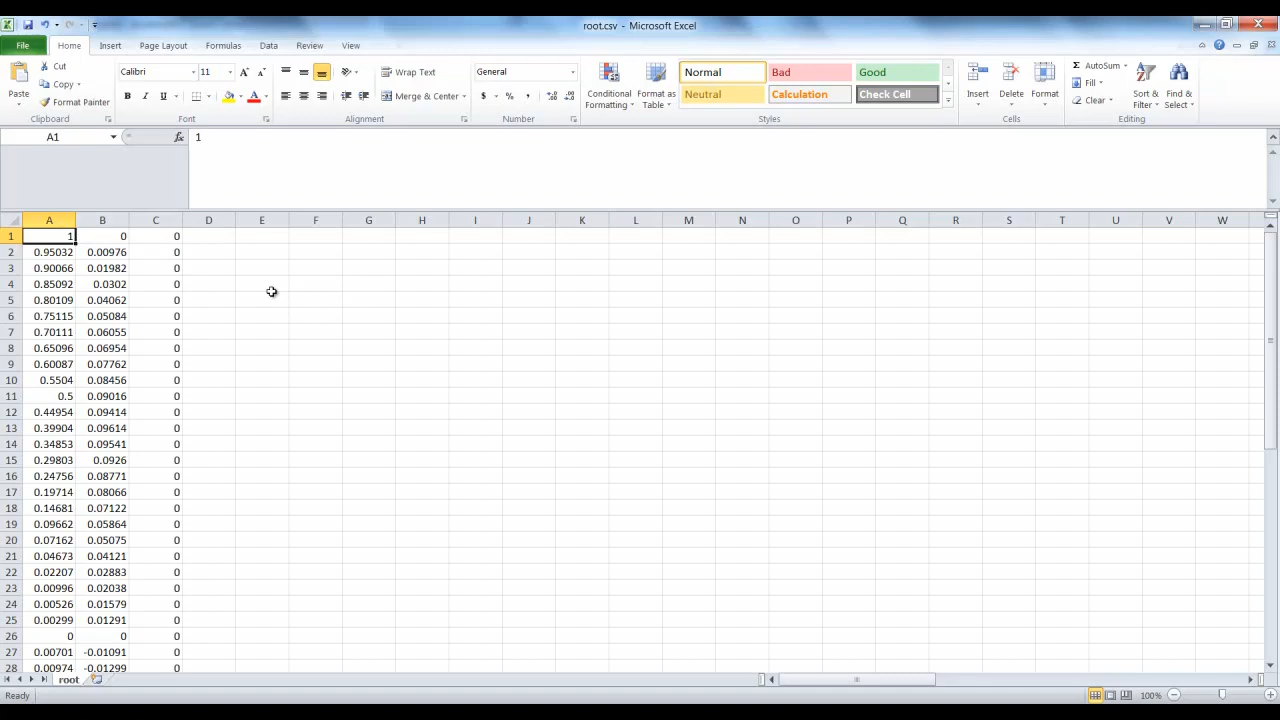 root.csv - Microsoft Excel
File Home Insert Page Layout Formulas Data Review View
Paste Cut Copy Format Painter
Calibri 11 B I U A A
Wrap Text Merge & Center
General $ % ,
Conditional Formatting Format as Table
Normal Bad Good
Neutral Calculation Check Cell
Insert Delete Format
Σ AutoSum Fill Clear
Sort & Filter Find & Select
Clipboard Font Alignment Number Styles Cells Editing
A1 fx 1
A B C D E F G H I J K L M N O P Q R S T U V W
1 1 0 0
2 0.95032 0.00976 0
3 0.90066 0.01982 0
4 0.85092 0.0302 0
5 0.80109 0.04062 0
6 0.75115 0.05084 0
7 0.70111 0.06055 0
8 0.65096 0.06954 0
9 0.60087 0.07762 0
10 0.5504 0.08456 0
11 0.5 0.09016 0
12 0.44954 0.09414 0
13 0.39904 0.09614 0
14 0.34853 0.09541 0
15 0.29803 0.0926 0
16 0.24756 0.08771 0
17 0.19714 0.08066 0
18 0.14681 0.07122 0
19 0.09662 0.05864 0
20 0.07162 0.05075 0
21 0.04673 0.04121 0
22 0.02207 0.02883 0
23 0.00996 0.02038 0
24 0.00526 0.01579 0
25 0.00299 0.01291 0
26 0 0 0
27 0.00701 -0.01091 0
28 0.00974 -0.01299 0
root
Ready 100%